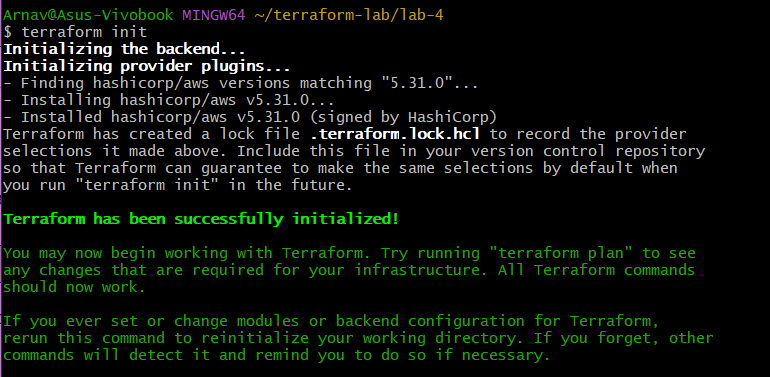 Arnav@Asus-Vivobook MINGW64 ~/terraform-lab/lab-4
$ terraform init
Initializing the backend...
Initializing provider plugins...
- Finding hashicorp/aws versions matching "5.31.0"...
- Installing hashicorp/aws v5.31.0...
- Installed hashicorp/aws v5.31.0 (signed by HashiCorp)
Terraform has created a lock file .terraform.lock.hcl to record the provider
selections it made above. Include this file in your version control repository
so that Terraform can guarantee to make the same selections by default when
you run "terraform init" in the future.
Terraform has been successfully initialized!
You may now begin working with Terraform. Try running "terraform plan" to see
any changes that are required for your infrastructure. All Terraform commands
should now work.
If you ever set or change modules or backend configuration for Terraform,
rerun this command to reinitialize your working directory. If you forget, other
commands will detect it and remind you to do so if necessary.